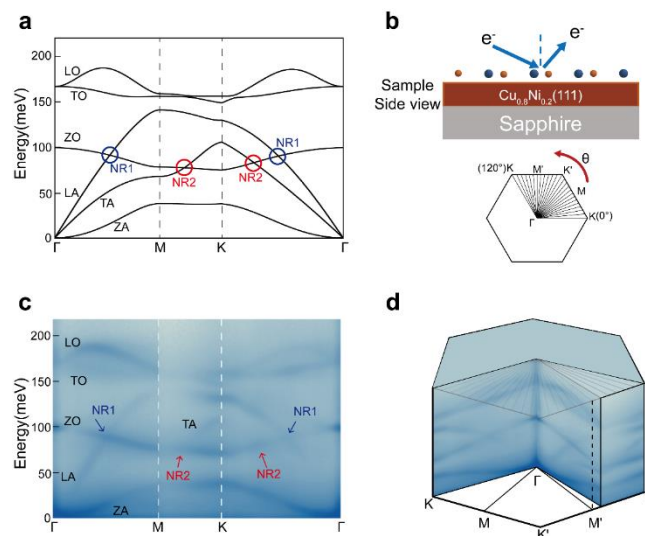 a
Energy(meV)
200
150
100
50
0
LO
TO
ZO
LA
TA
ZA
NR1
NR2
NR2
NR1
Γ
M
K
Γ
b
e-
e-
Sample
Side view
Cu0.8Ni0.2(111)
Sapphire
θ
(120°)K
M'
K'
M
K(0°)
Γ
c
Energy(meV)
200
150
100
50
0
LO
TO
ZO
LA
ZA
TA
NR1
NR1
NR2
NR2
Γ
M
K
Γ
d
K
M
K'
M'
Γ